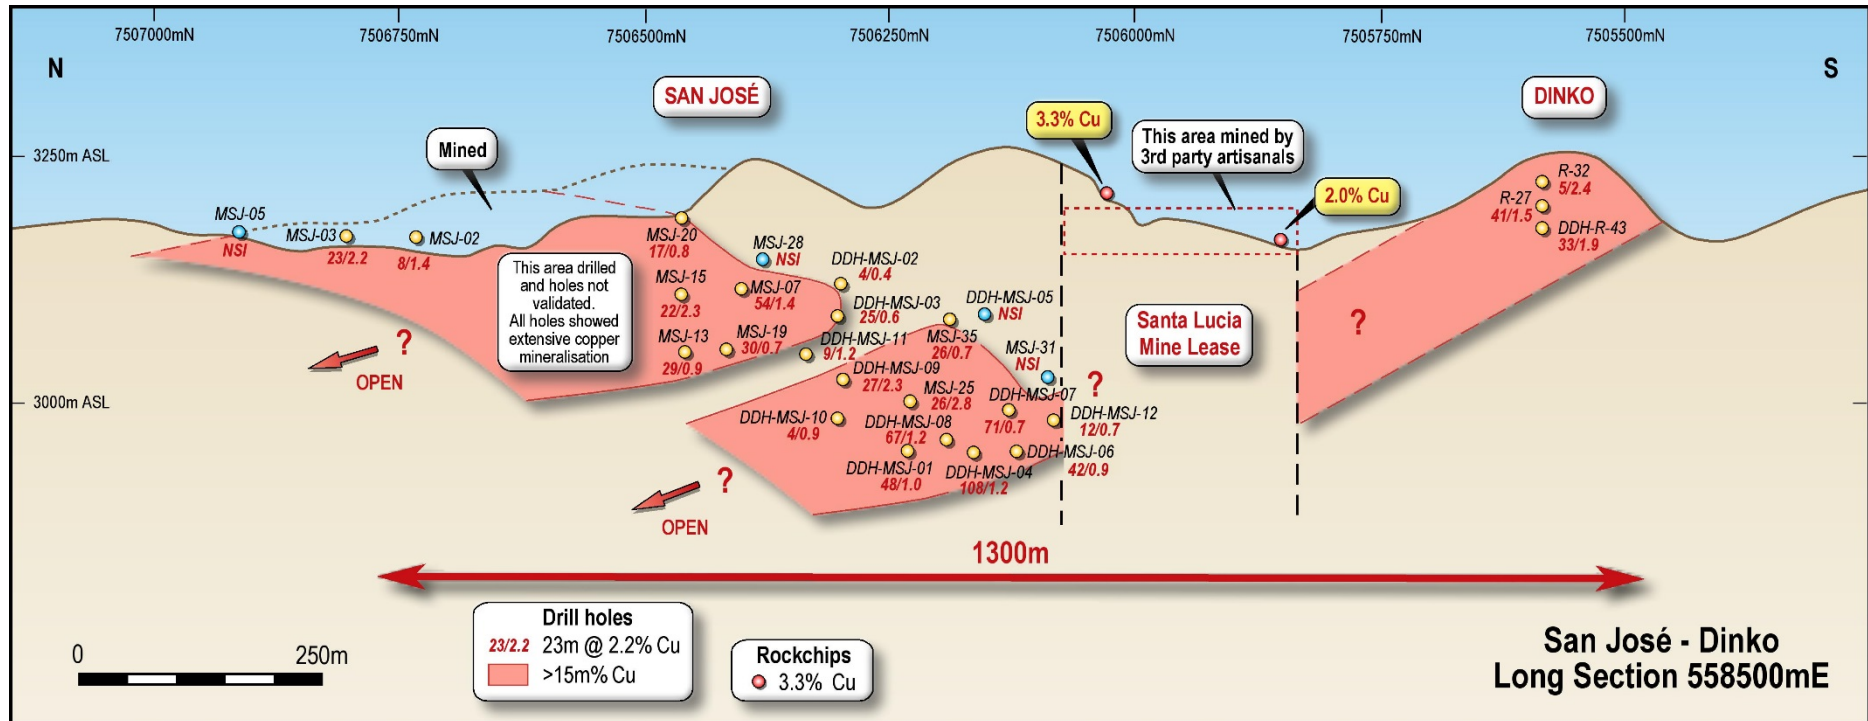 7507000mN
7506750mN
7506500mN
7506250mN
7506000mN
7505750mN
7505500mN
N
S
SAN JOSÉ
DINKO
3.3% Cu
This area mined by
3rd party artisanals
Mined
2.0% Cu
3250m ASL
3000m ASL
MSJ-05
NSI
MSJ-03
23/2.2
MSJ-02
8/1.4
MSJ-20
17/0.8
MSJ-28
NSI
DDH-MSJ-02
4/0.4
R-32
5/2.4
R-27
41/1.5
DDH-R-43
33/1.9
This area drilled
and holes not
validated.
All holes showed
extensive copper
mineralisation
MSJ-15
22/2.3
MSJ-07
54/1.4
DDH-MSJ-03
25/0.6
DDH-MSJ-05
NSI
MSJ-13
29/0.9
MSJ-19
30/0.7
DDH-MSJ-11
9/1.2
MSJ-35
26/0.7
MSJ-31
NSI
Santa Lucia
Mine Lease
?
?
?
OPEN
DDH-MSJ-09
27/2.3
MSJ-25
26/2.8
DDH-MSJ-07
71/0.7
DDH-MSJ-12
12/0.7
DDH-MSJ-10
4/0.9
DDH-MSJ-08
67/1.2
DDH-MSJ-01
48/1.0
DDH-MSJ-04
108/1.2
DDH-MSJ-06
42/0.9
?
OPEN
1300m
0
250m
Drill holes
23/2.2 23m @ 2.2% Cu
>15m% Cu
Rockchips
3.3% Cu
San José - Dinko
Long Section 558500mE